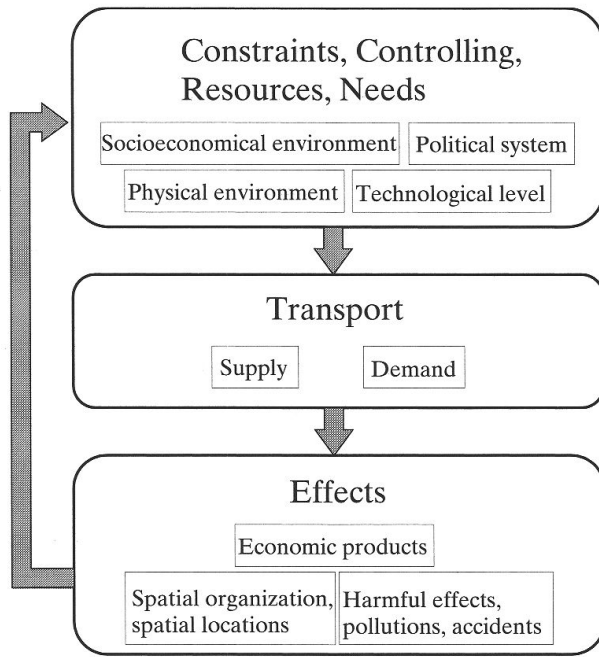 Constraints, Controlling,
Resources, Needs
Socioeconomical environment
Political system
Physical environment
Technological level
Transport
Supply
Demand
Effects
Economic products
Spatial organization,
spatial locations
Harmful effects,
pollutions, accidents